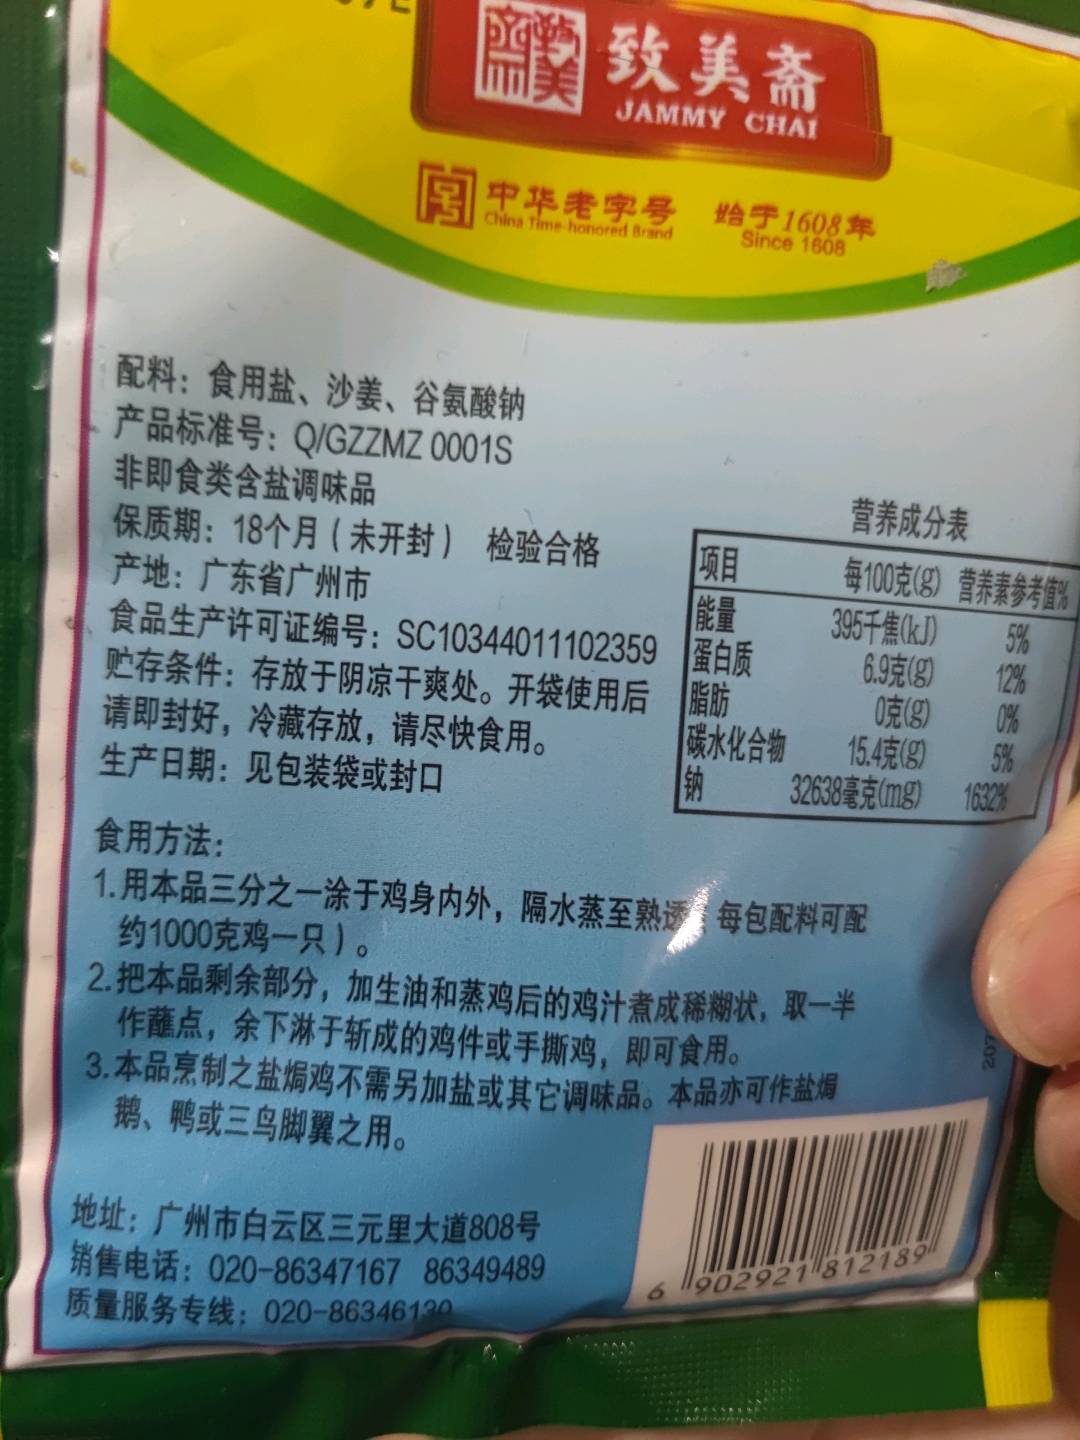 致美斋
JAMMY CHAI
中华老字号 始于1608年
China Time-honored Brand Since 1608
配料：食用盐、沙姜、谷氨酸钠
产品标准号：Q/GZZMZ 0001S
非即食类含盐调味品
保质期：18个月（未开封） 检验合格
产地：广东省广州市
食品生产许可证编号：SC10344011102359
贮存条件：存放于阴凉干爽处。开袋使用后
请即封好，冷藏存放，请尽快食用。
生产日期：见包装袋或封口
营养成分表
项目 每100克(g) 营养素参考值%
能量 395千焦(kJ) 5%
蛋白质 6.9克(g) 12%
脂肪 0克(g) 0%
碳水化合物 15.4克(g) 5%
钠 32638毫克(mg) 1632%
食用方法：
1.用本品三分之一涂于鸡身内外，隔水蒸至熟透 每包配料可配
约1000克鸡一只）。
2.把本品剩余部分，加生油和蒸鸡后的鸡汁煮成稀糊状，取一半
作蘸点，余下淋于斩成的鸡件或手撕鸡，即可食用。
3.本品烹制之盐焗鸡不需另加盐或其它调味品。本品亦可作盐焗
鹅、鸭或三鸟脚翼之用。
地址：广州市白云区三元里大道808号
销售电话：020-86347167 86349489
质量服务专线：020-86346130
6 902921 812189